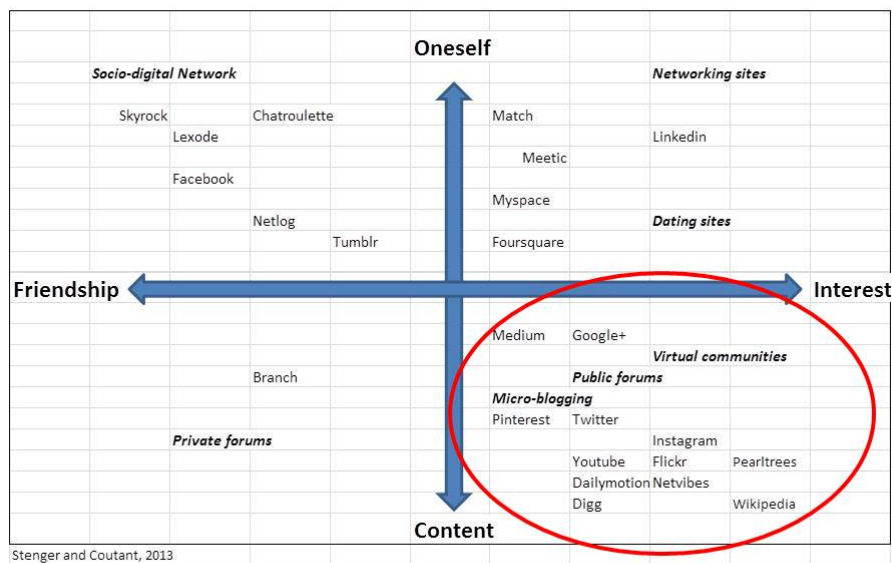 Oneself
Socio-digital Network Networking sites
Skyrock Chatroulette Match
Lexode Linkedin
Meetic
Facebook
Myspace
Netlog Dating sites
Tumblr Foursquare
Friendship Interest
Medium Google+
Virtual communities
Branch Public forums
Micro-blogging
Pinterest Twitter
Private forums Instagram
Youtube Flickr Pearltrees
Dailymotion Netvibes
Digg Wikipedia
Content
Stenger and Coutant, 2013